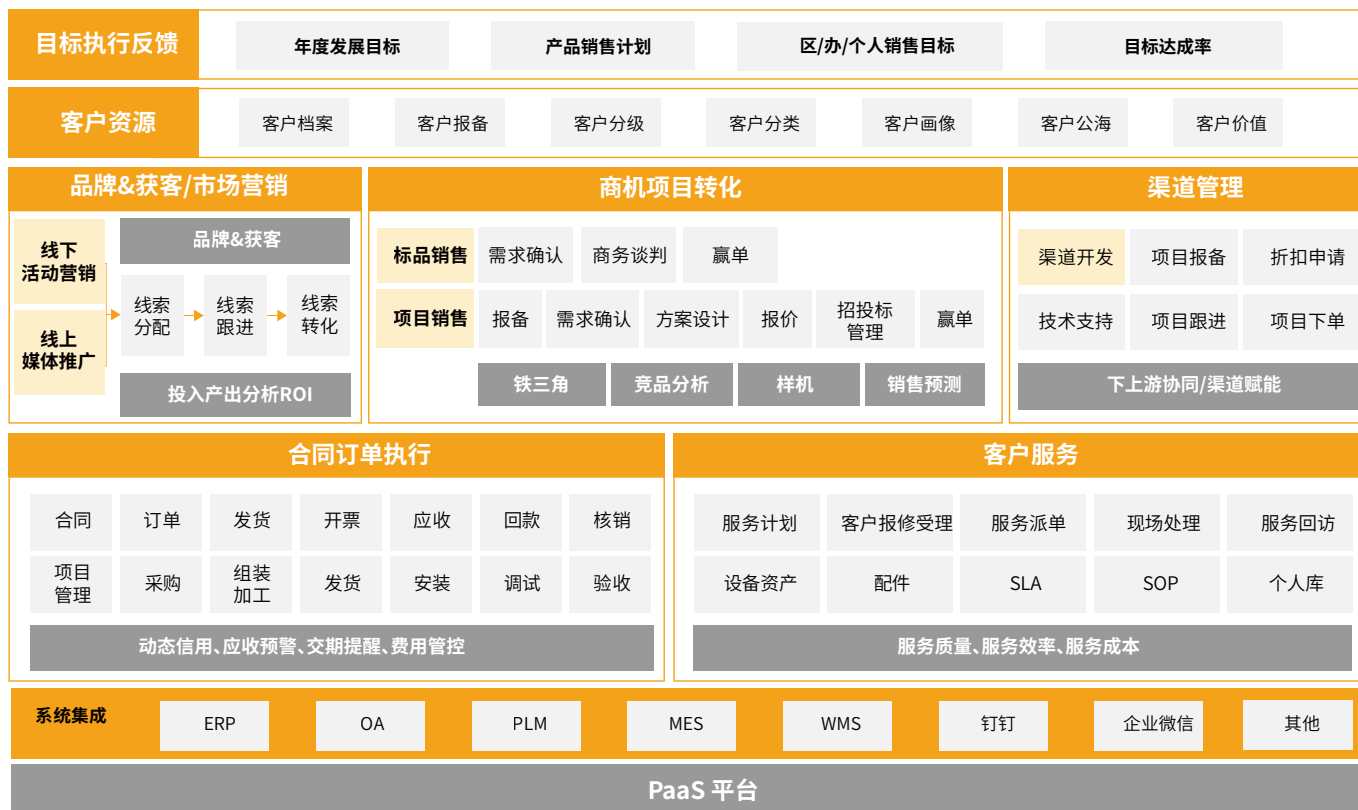 目标执行反馈
年度发展目标
产品销售计划
区/办/个人销售目标
目标达成率
客户资源
客户档案
客户报备
客户分级
客户分类
客户画像
客户公海
客户价值
品牌&获客/市场营销
线下
活动营销
线上
媒体推广
品牌&获客
线索
分配
线索
跟进
线索
转化
投入产出分析ROI
商机项目转化
标品销售
需求确认
商务谈判
赢单
项目销售
报备
需求确认
方案设计
报价
招投标
管理
赢单
铁三角
竞品分析
样机
销售预测
渠道管理
渠道开发
项目报备
折扣申请
技术支持
项目跟进
项目下单
下上游协同/渠道赋能
合同订单执行
合同
订单
发货
开票
应收
回款
核销
项目
管理
采购
组装
加工
发货
安装
调试
验收
动态信用、应收预警、交期提醒、费用管控
客户服务
服务计划
客户报修受理
服务派单
现场处理
服务回访
设备资产
配件
SLA
SOP
个人库
服务质量、服务效率、服务成本
系统集成
ERP
OA
PLM
MES
WMS
钉钉
企业微信
其他
PaaS 平台